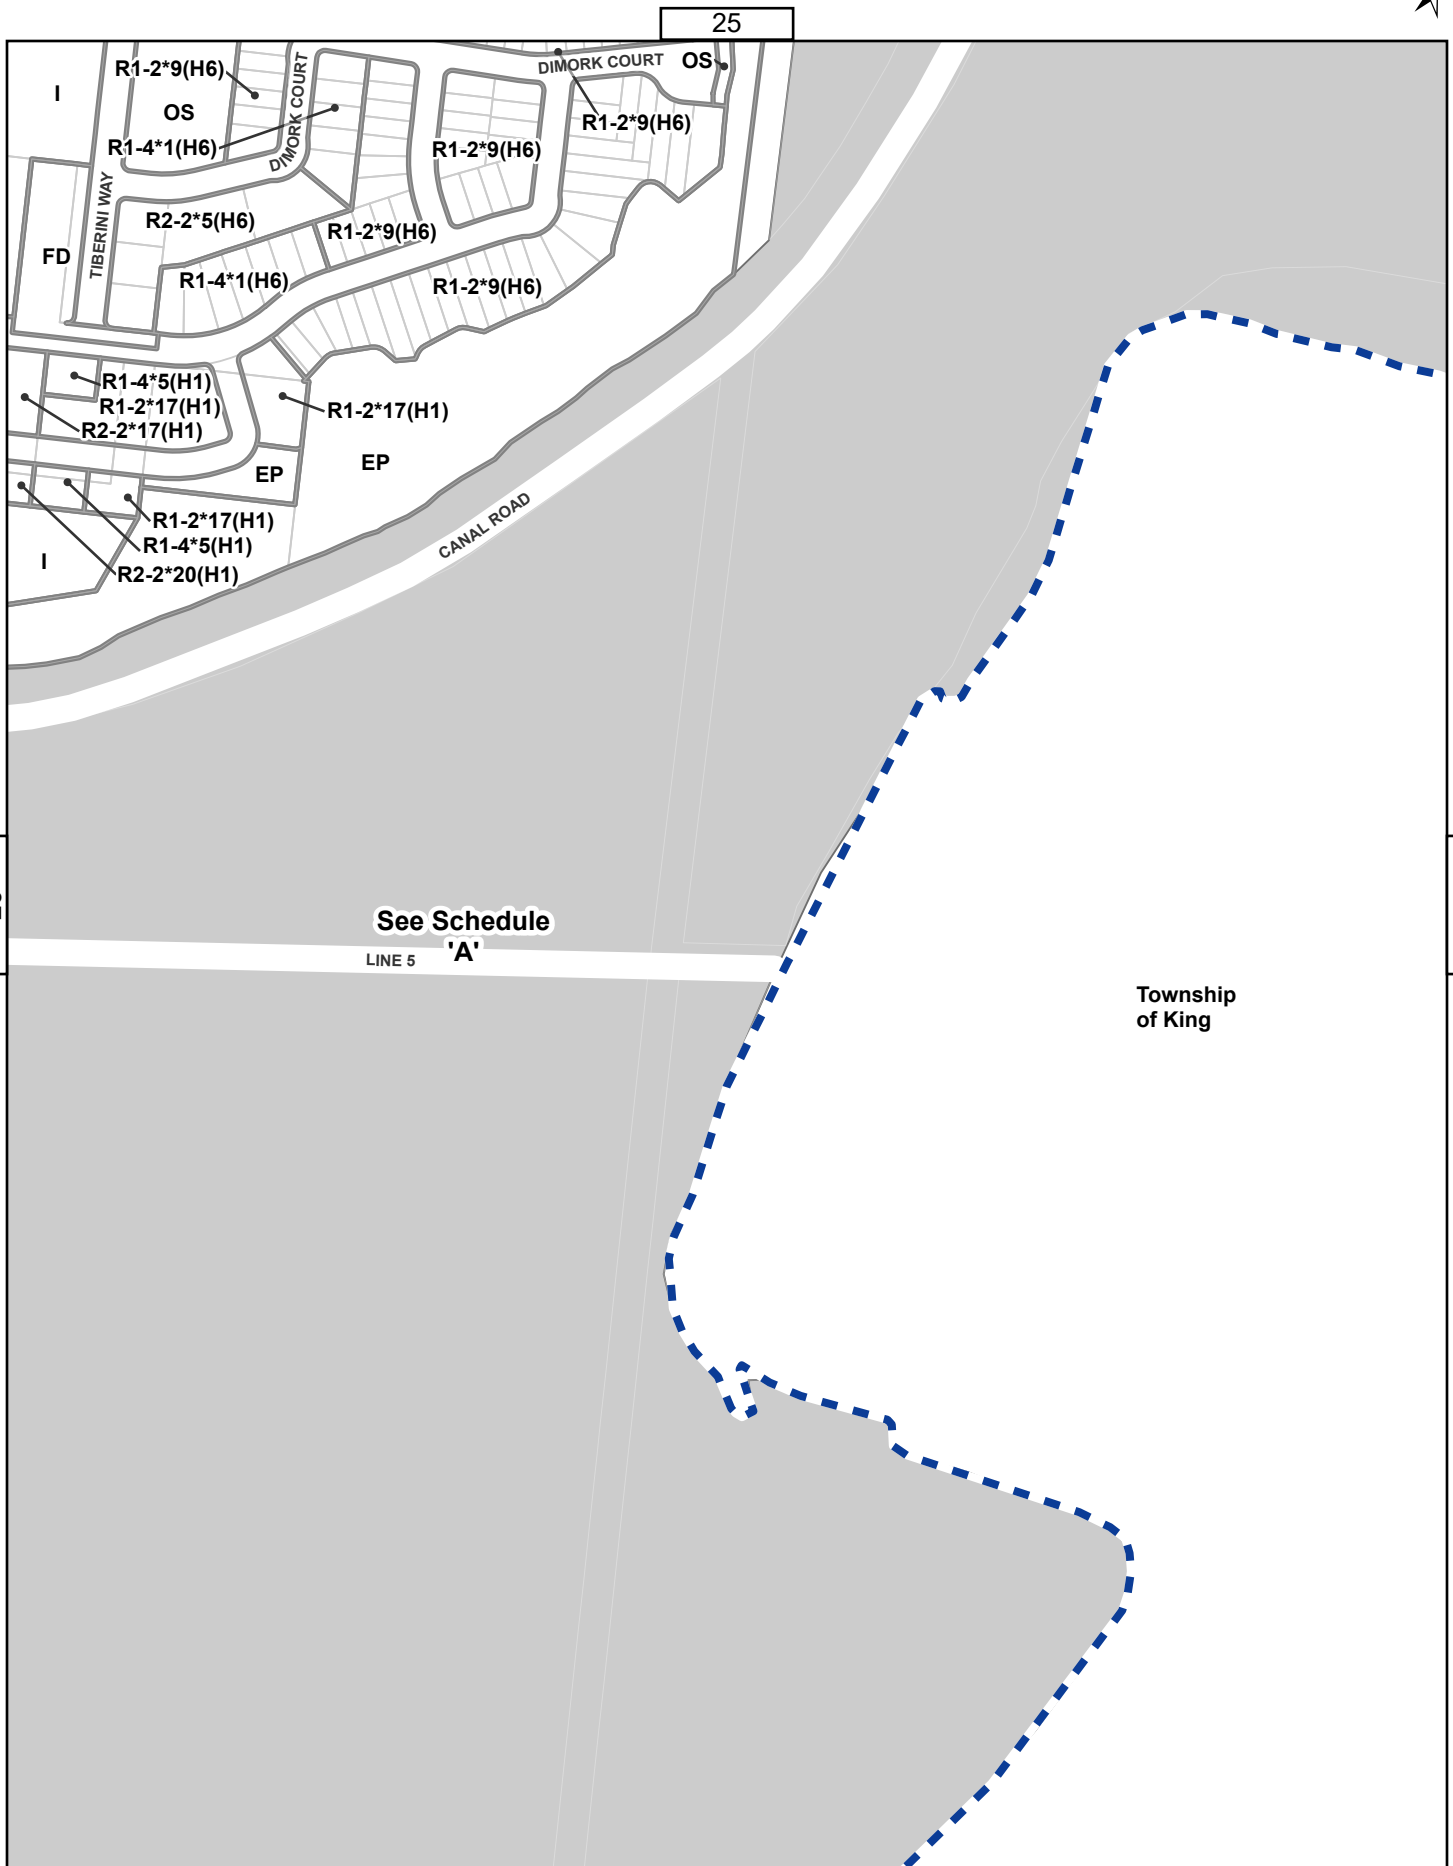 25
I
R1-2*9(H6)
OS
R1-4*1(H6)
DIMORK COURT
DIMORK COURT
OS
R1-2*9(H6)
R1-2*9(H6)
TIBERINI WAY
R2-2*5(H6)
R1-2*9(H6)
FD
R1-4*1(H6)
R1-2*9(H6)
R1-4*5(H1)
R1-2*17(H1)
R2-2*17(H1)
R1-2*17(H1)
EP
EP
R1-2*17(H1)
R1-4*5(H1)
R2-2*20(H1)
I
CANAL ROAD
See Schedule
'A'
LINE 5
Township
of King